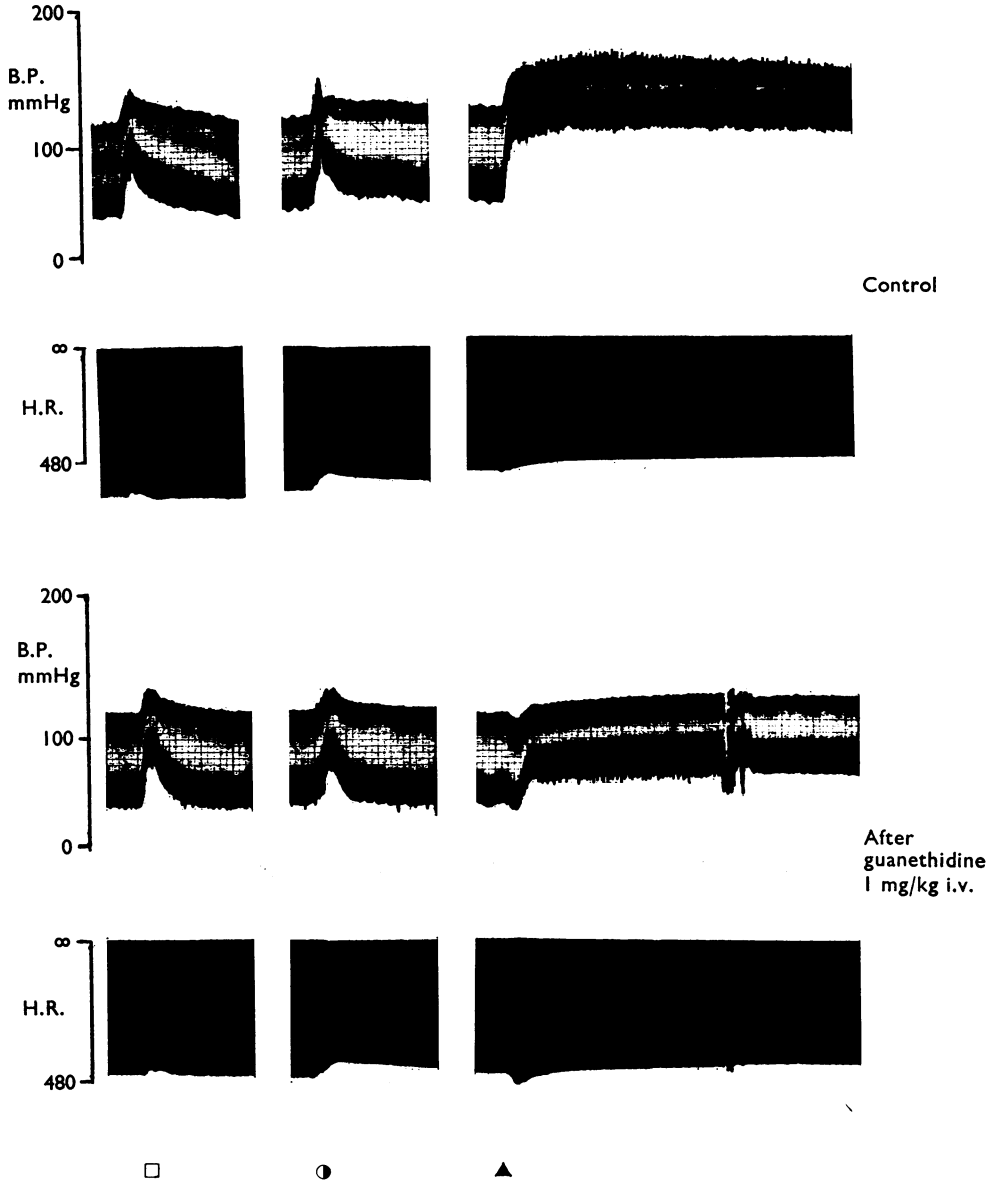 200
B.P.
mmHg
100
0
Control
∞
H.R.
480
200
B.P.
mmHg
100
0
After
guanethidine
1 mg/kg i.v.
∞
H.R.
480